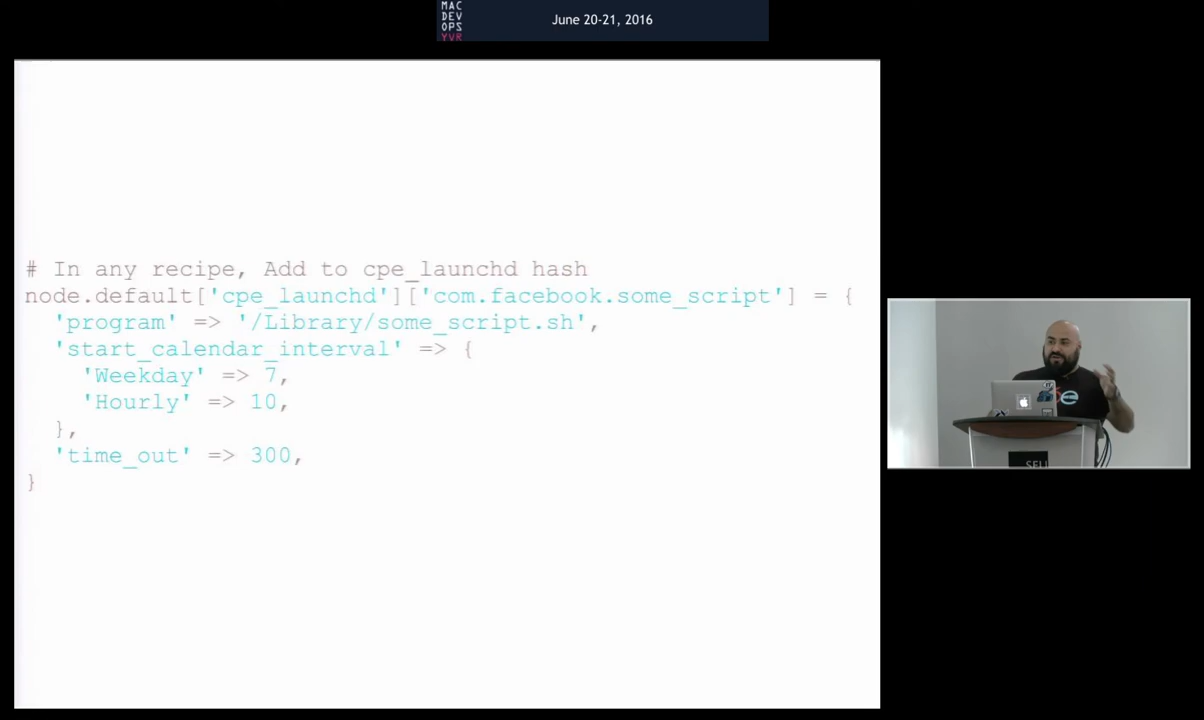 MAC
DEV
OPS
YVR
June 20-21, 2016
# In any recipe, Add to cpe_launchd hash
node.default['cpe_launchd']['com.facebook.some_script'] = {
  'program' => '/Library/some_script.sh',
  'start_calendar_interval' => {
    'Weekday' => 7,
    'Hourly' => 10,
  },
  'time_out' => 300,
}